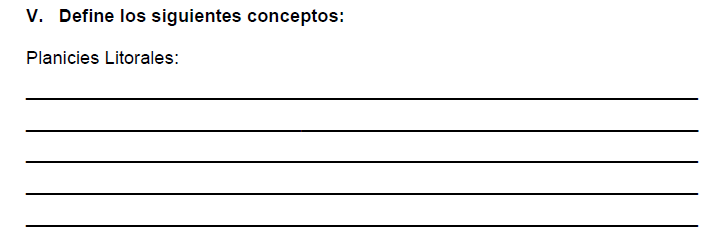 V. Define los siguientes conceptos:
Planicies Litorales: